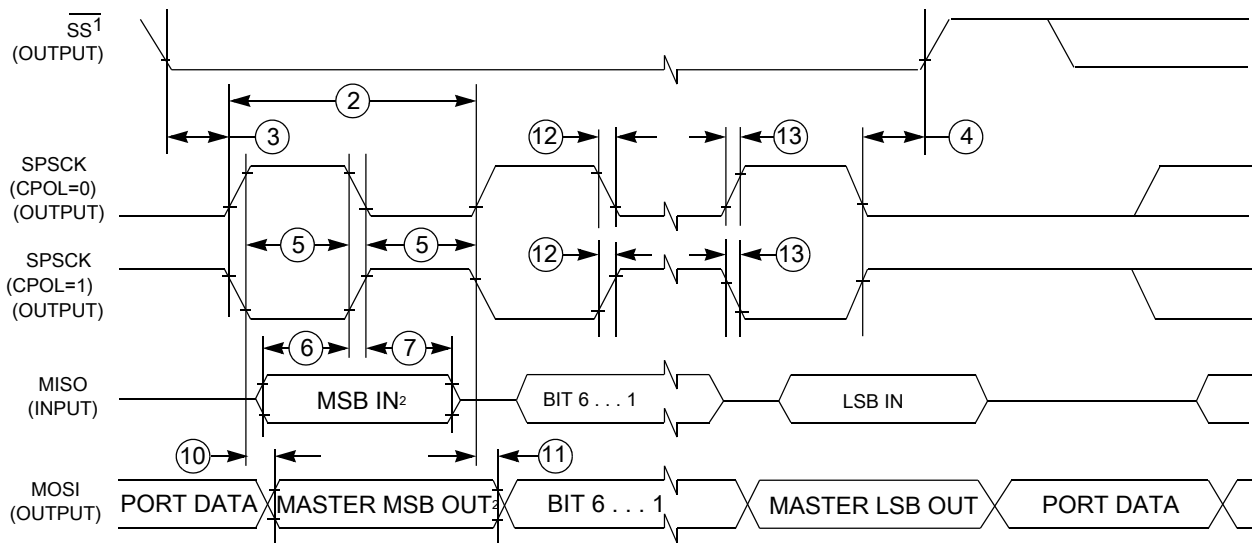 SS1
(OUTPUT)
2
3
12
13
4
SPSCK
(CPOL=0)
(OUTPUT)
5
5
SPSCK
(CPOL=1)
(OUTPUT)
12
13
6
7
MISO
(INPUT)
MSB IN2
BIT 6 . . . 1
LSB IN
10
11
MOSI
(OUTPUT)
PORT DATA
MASTER MSB OUT2
BIT 6 . . . 1
MASTER LSB OUT
PORT DATA